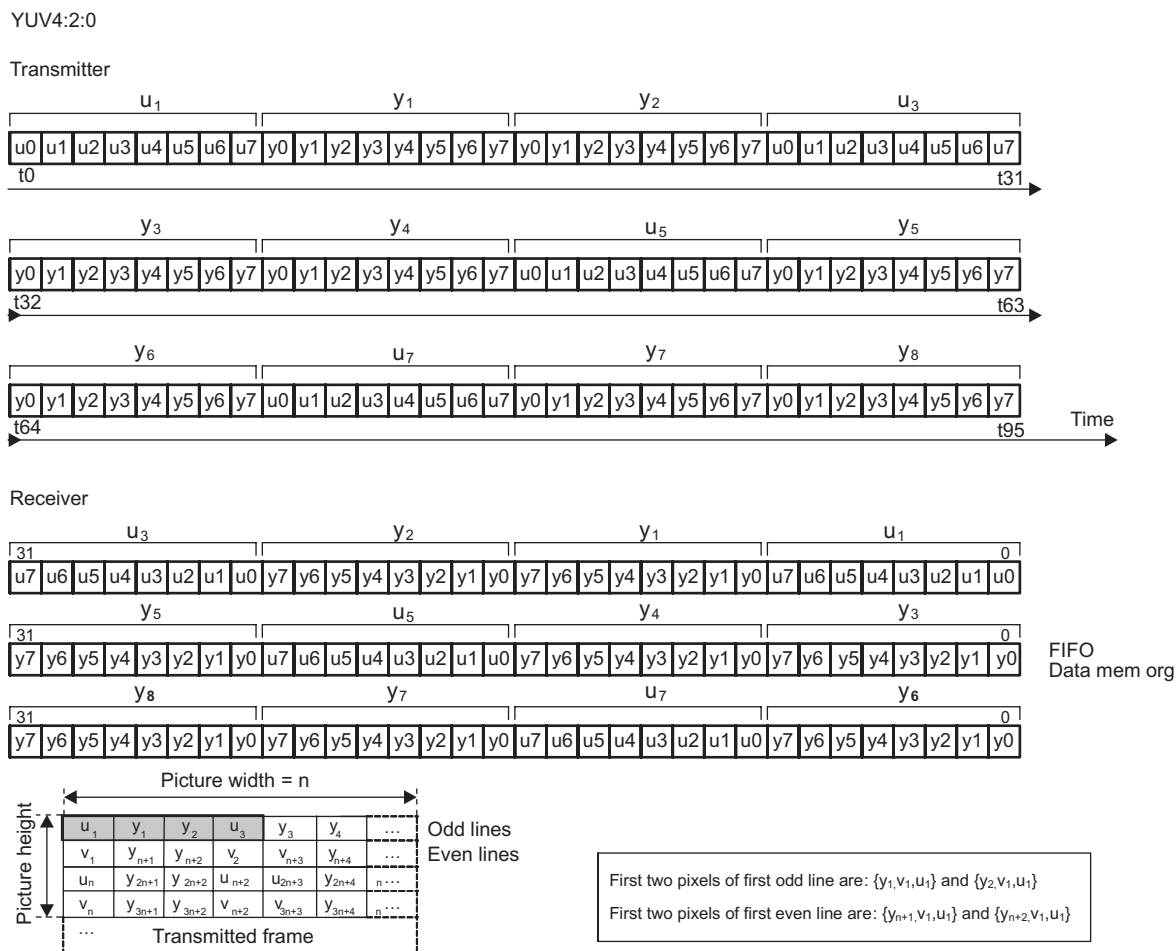 YUV4:2:0
Transmitter
u1 y1 y2 u3
u0 u1 u2 u3 u4 u5 u6 u7 y0 y1 y2 y3 y4 y5 y6 y7 y0 y1 y2 y3 y4 y5 y6 y7 u0 u1 u2 u3 u4 u5 u6 u7
t0 t31
y3 y4 u5 y5
y0 y1 y2 y3 y4 y5 y6 y7 y0 y1 y2 y3 y4 y5 y6 y7 u0 u1 u2 u3 u4 u5 u6 u7 y0 y1 y2 y3 y4 y5 y6 y7
t32 t63
y6 u7 y7 y8
y0 y1 y2 y3 y4 y5 y6 y7 u0 u1 u2 u3 u4 u5 u6 u7 y0 y1 y2 y3 y4 y5 y6 y7 y0 y1 y2 y3 y4 y5 y6 y7
t64 t95 Time
Receiver
u3 y2 y1 u1
31 0
u7 u6 u5 u4 u3 u2 u1 u0 y7 y6 y5 y4 y3 y2 y1 y0 y7 y6 y5 y4 y3 y2 y1 y0 u7 u6 u5 u4 u3 u2 u1 u0
y5 u5 y4 y3
31 0
y7 y6 y5 y4 y3 y2 y1 y0 u7 u6 u5 u4 u3 u2 u1 u0 y7 y6 y5 y4 y3 y2 y1 y0 y7 y6 y5 y4 y3 y2 y1 y0
FIFO
Data mem org
y8 y7 u7 y6
31 0
y7 y6 y5 y4 y3 y2 y1 y0 y7 y6 y5 y4 y3 y2 y1 y0 u7 u6 u5 u4 u3 u2 u1 u0 y7 y6 y5 y4 y3 y2 y1 y0
Picture width = n
Picture height
u1 y1 y2 u3 y3 y4 ... Odd lines
v1 yn+1 yn+2 v2 vn+3 yn+4 ... Even lines
un y2n+1 y2n+2 un+2 u2n+3 y2n+4 n...
vn y3n+1 y3n+2 vn+2 v3n+3 y3n+4 n...
... Transmitted frame
First two pixels of first odd line are: {y1,v1,u1} and {y2,v1,u1}
First two pixels of first even line are: {yn+1,v1,u1} and {yn+2,v1,u1}